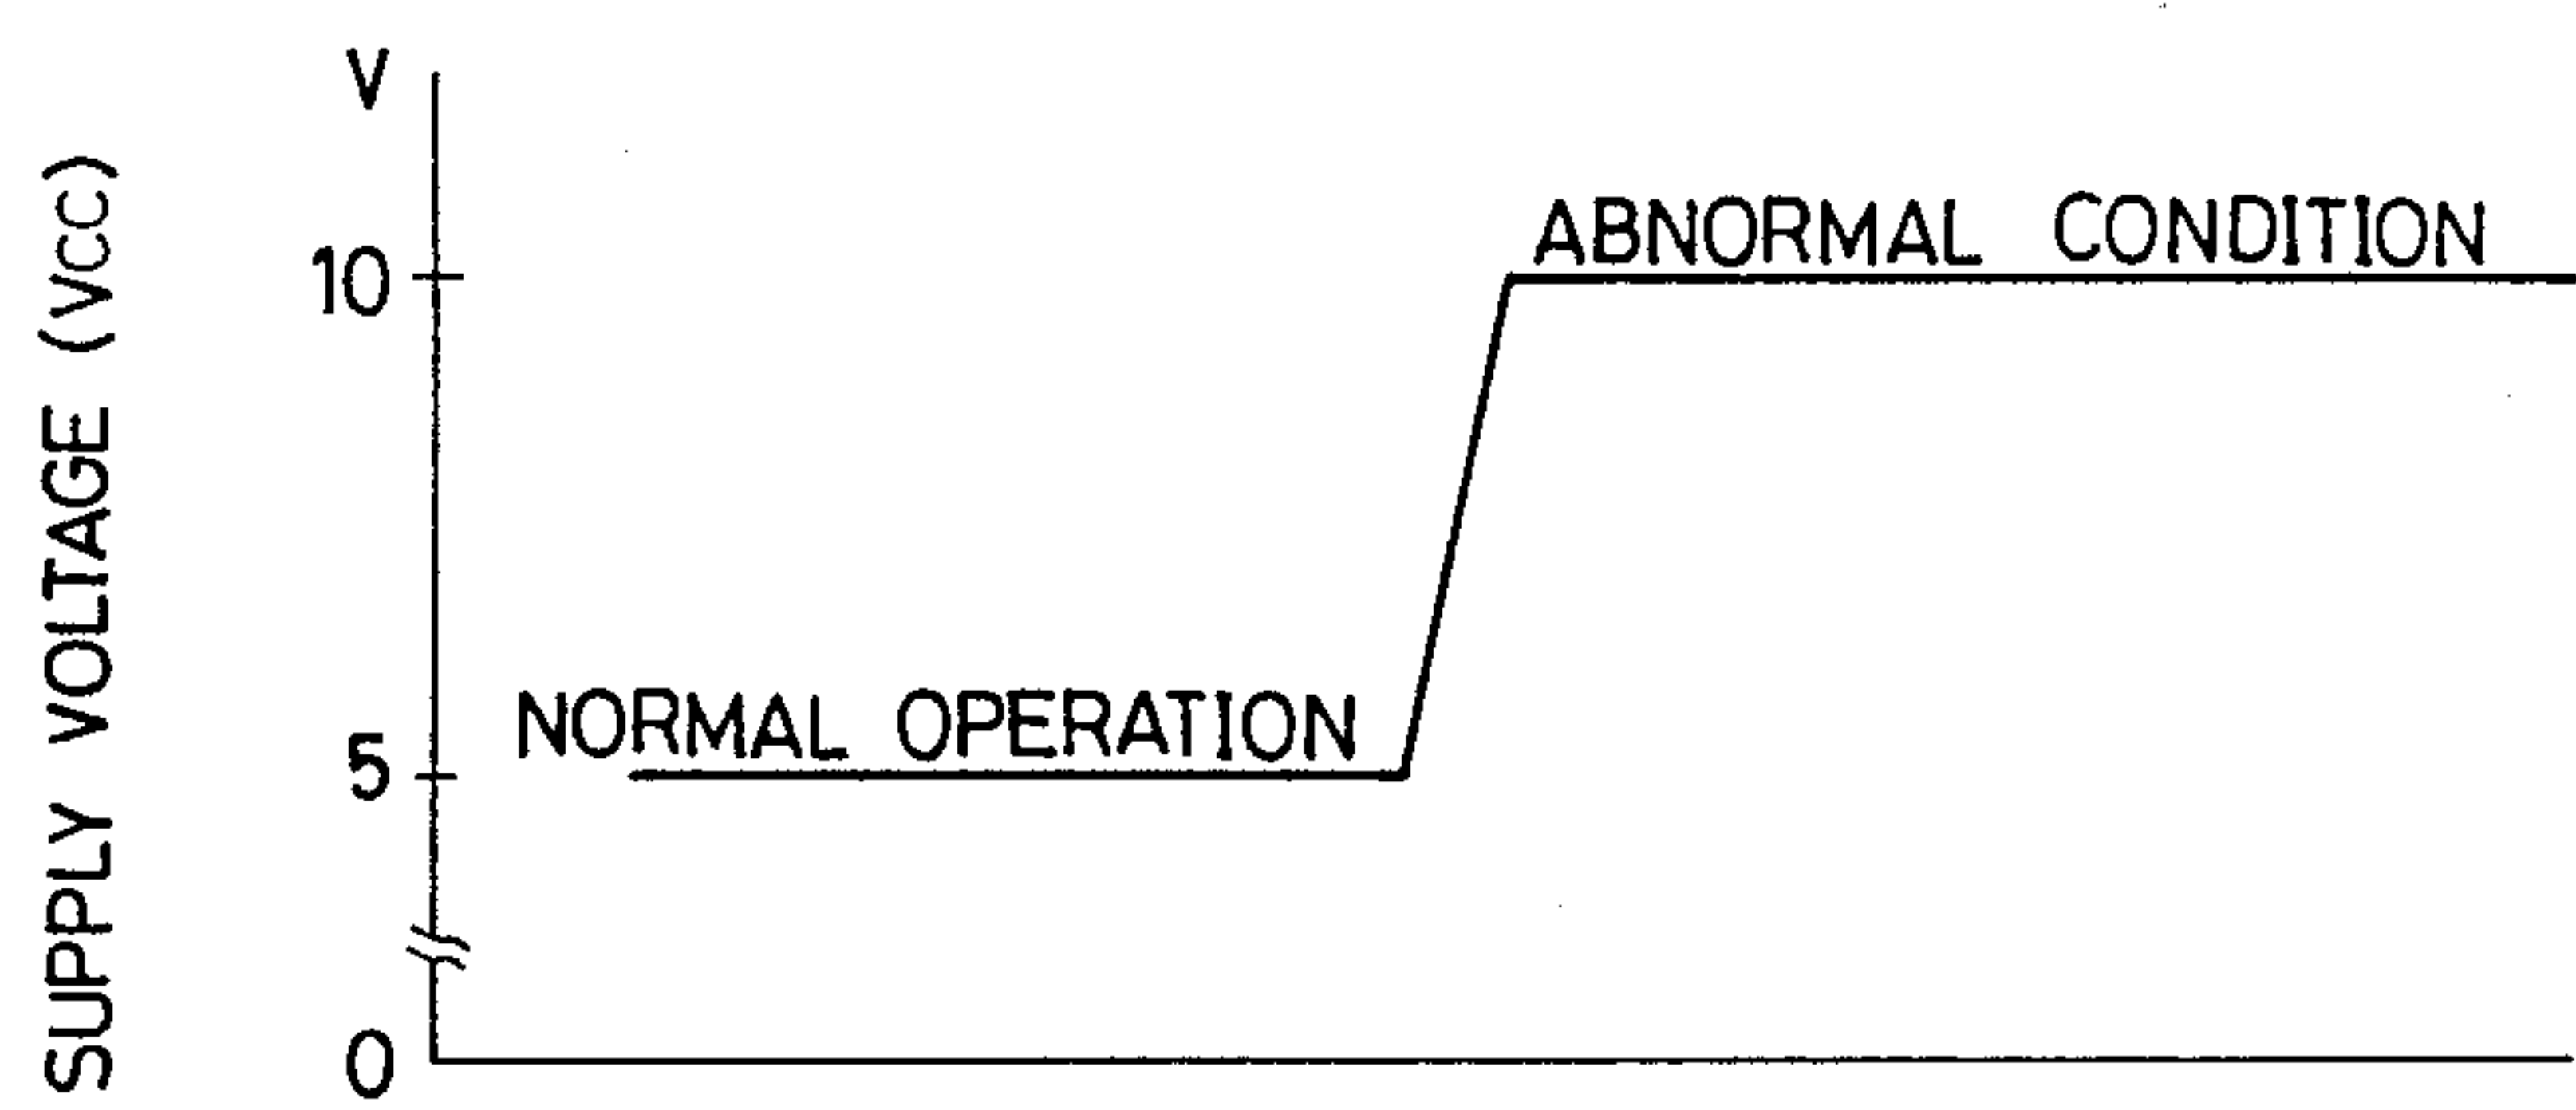 SUPPLY VOLTAGE (VCC)
V
10
5
0
ABNORMAL CONDITION
NORMAL OPERATION